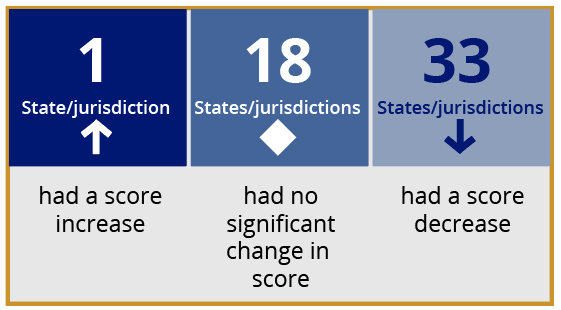 1
State/jurisdiction
had a score
increase
18
States/jurisdictions
had no
significant
change in
score
33
States/jurisdictions
had a score
decrease